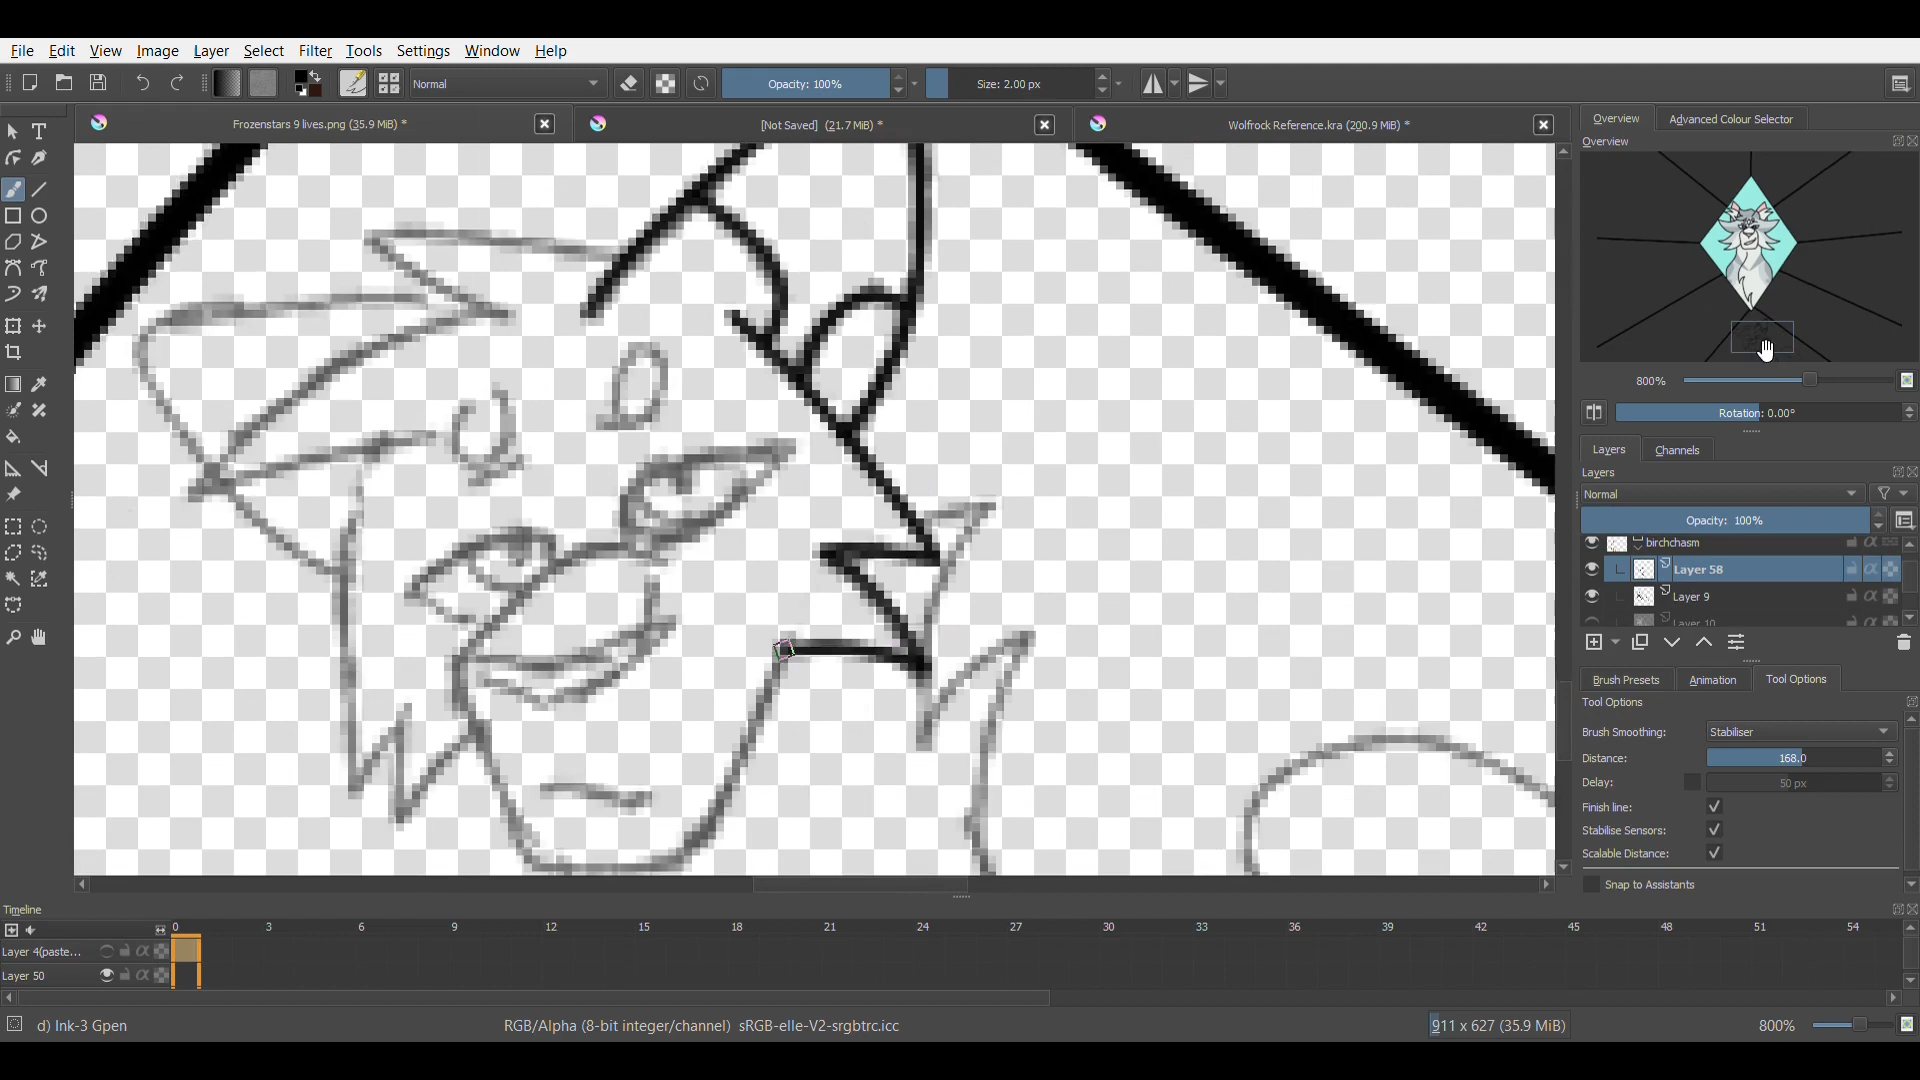 File Edit View Image Layer Select Filter Tools Settings Window Help
Normal Opacity: 100% Size: 2.00 px
Frozenstars 9 lives.png (35.9 MiB) * [Not Saved] (21.7 MiB) * Wolfrock Reference.kra (200.9 MiB) *
Overview Advanced Colour Selector
Overview
800%
Rotation: 0.00°
Layers Channels
Layers
Normal
Opacity: 100%
birchchasm
Layer 58
Layer 9
Layer 10
Brush Presets Animation Tool Options
Tool Options
Brush Smoothing: Stabiliser
Distance: 168.0
Delay: 50 px
Finish line:
Stabilise Sensors:
Scalable Distance:
Snap to Assistants
Timeline
0 3 6 9 12 15 18 21 24 27 30 33 36 39 42 45 48 51 54
Layer 4(paste...
Layer 50
d) Ink-3 Gpen RGB/Alpha (8-bit integer/channel) sRGB-elle-V2-srgbtrc.icc 911 x 627 (35.9 MiB) 800%